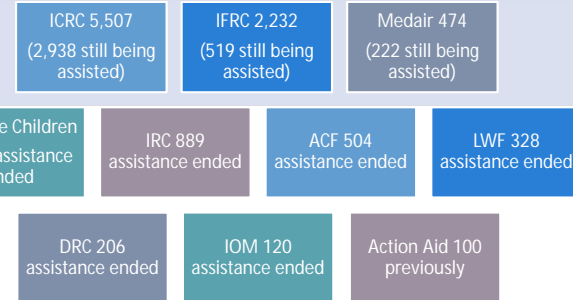 ICRC 5,507
(2,938 still being
assisted)
IFRC 2,232
(519 still being
assisted)
Medair 474
(222 still being
assisted)
Children
assistance
IRC 889
assistance ended
ACF 504
assistance ended
LWF 328
assistance ended
DRC 206
assistance ended
IOM 120
assistance ended
Action Aid 100
previously